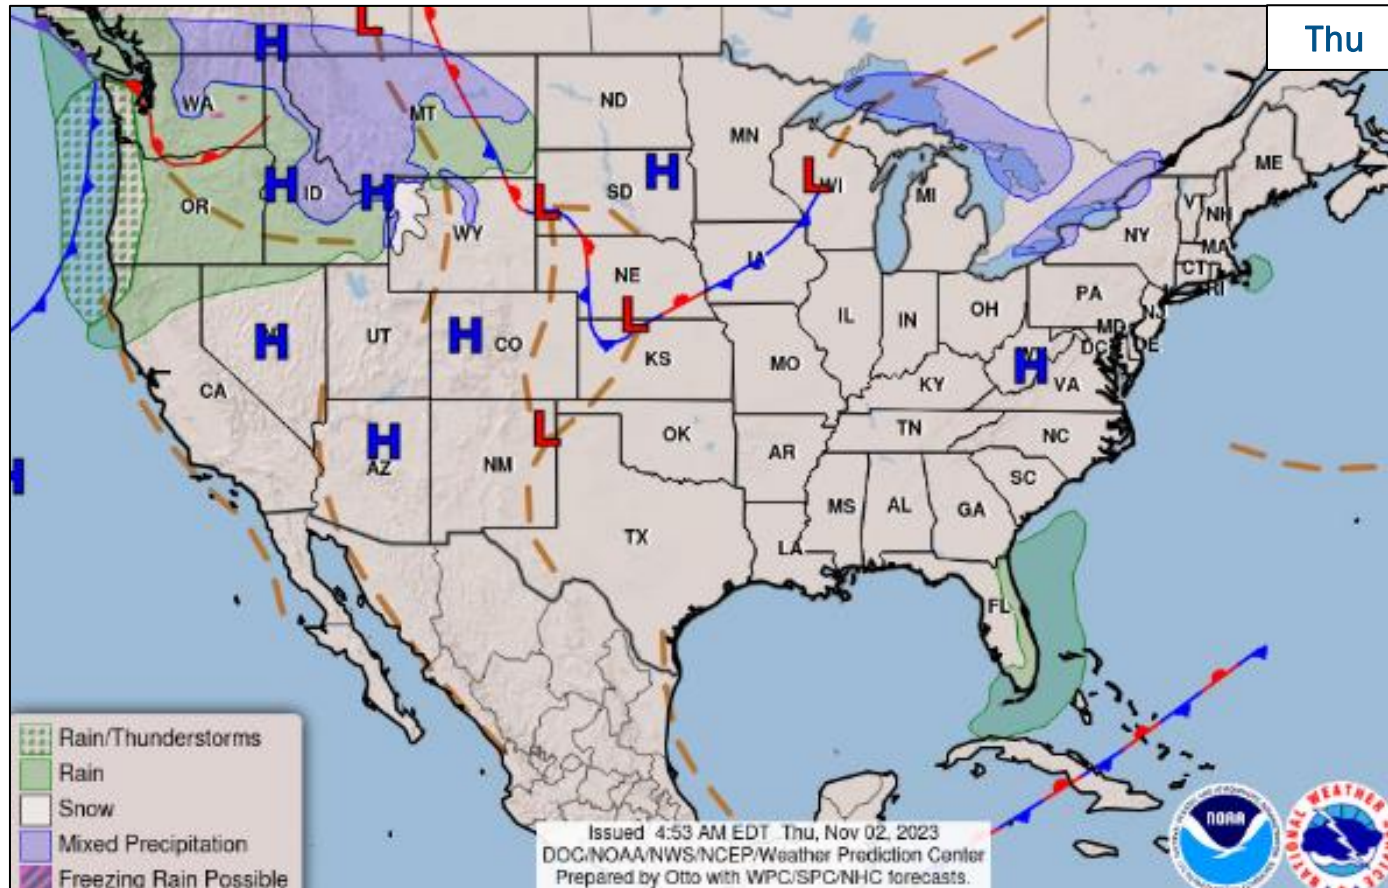 Thu
H
L
WA
MT
ND
MN
H
H
ID
OR
L
SD
H
L
WI
MI
ME
VT
NH
NY
MA
CT
RI
WY
NE
IA
PA
NJ
H
UT
H
CO
L
KS
MO
IL
IN
OH
MD
DE
DC
H
VA
KY
CA
H
AZ
NM
L
OK
AR
TN
NC
SC
H
TX
LA
MS
AL
GA
FL
Rain/Thunderstorms
Rain
Snow
Mixed Precipitation
Freezing Rain Possible
Issued 4:53 AM EDT Thu, Nov 02, 2023
DOC/NOAA/NWS/NCEP/Weather Prediction Center
Prepared by Otto with WPC/SPC/NHC forecasts.
NOAA
NATIONAL WEATHER